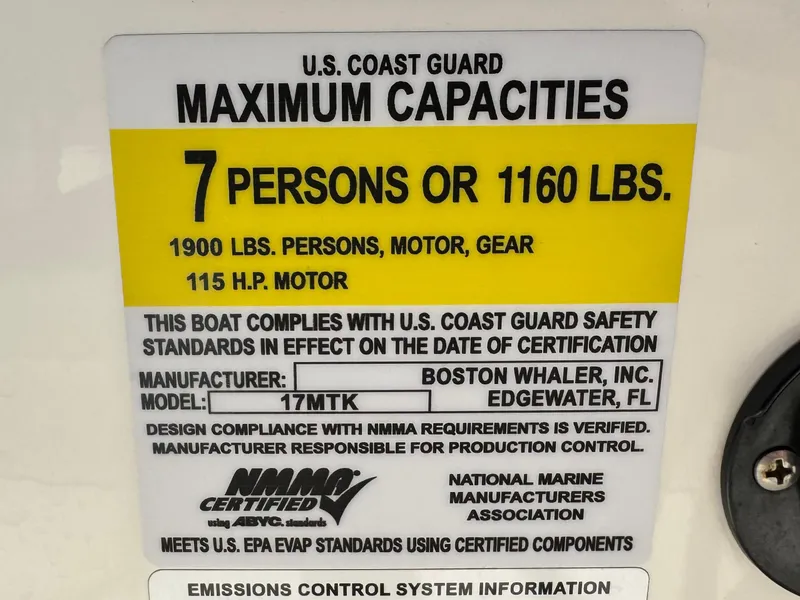 U.S. COAST GUARD
MAXIMUM CAPACITIES
7 PERSONS OR 1160 LBS.
1900 LBS. PERSONS, MOTOR, GEAR
115 H.P. MOTOR
THIS BOAT COMPLIES WITH U.S. COAST GUARD SAFETY
STANDARDS IN EFFECT ON THE DATE OF CERTIFICATION
MANUFACTURER: BOSTON WHALER, INC.
MODEL: 17MTK EDGEWATER, FL
DESIGN COMPLIANCE WITH NMMA REQUIREMENTS IS VERIFIED.
MANUFACTURER RESPONSIBLE FOR PRODUCTION CONTROL.
NMMA
CERTIFIED
using ABYC. standards
NATIONAL MARINE
MANUFACTURERS
ASSOCIATION
MEETS U.S. EPA EVAP STANDARDS USING CERTIFIED COMPONENTS
EMISSIONS CONTROL SYSTEM INFORMATION